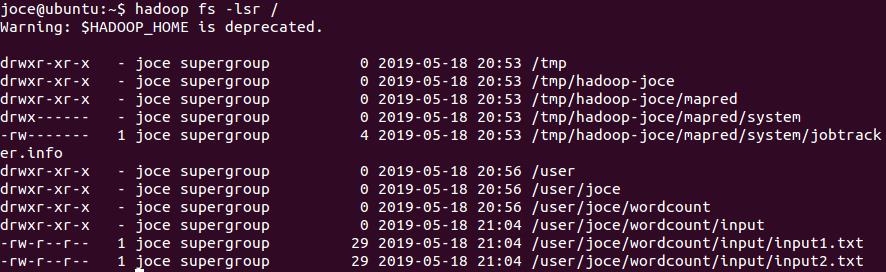 joce@ubuntu:~$ hadoop fs -lsr /
Warning: $HADOOP_HOME is deprecated.

drwxr-xr-x   - joce supergroup          0 2019-05-18 20:53 /tmp
drwxr-xr-x   - joce supergroup          0 2019-05-18 20:53 /tmp/hadoop-joce
drwxr-xr-x   - joce supergroup          0 2019-05-18 20:53 /tmp/hadoop-joce/mapred
drwx------   - joce supergroup          0 2019-05-18 20:53 /tmp/hadoop-joce/mapred/system
-rw-------   1 joce supergroup          4 2019-05-18 20:53 /tmp/hadoop-joce/mapred/system/jobtrack
er.info
drwxr-xr-x   - joce supergroup          0 2019-05-18 20:56 /user
drwxr-xr-x   - joce supergroup          0 2019-05-18 20:56 /user/joce
drwxr-xr-x   - joce supergroup          0 2019-05-18 20:56 /user/joce/wordcount
drwxr-xr-x   - joce supergroup          0 2019-05-18 21:04 /user/joce/wordcount/input
-rw-r--r--   1 joce supergroup         29 2019-05-18 21:04 /user/joce/wordcount/input/input1.txt
-rw-r--r--   1 joce supergroup         29 2019-05-18 21:04 /user/joce/wordcount/input/input2.txt